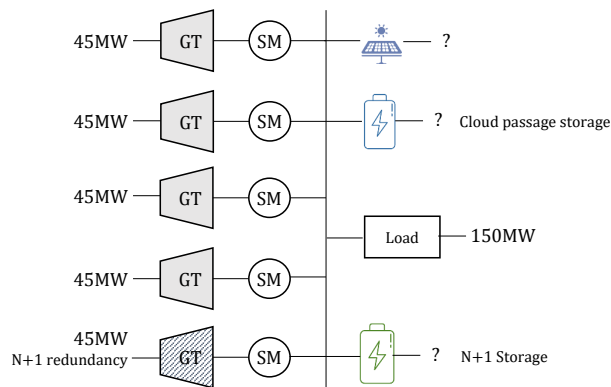 45MW GT SM ?
45MW GT SM ? Cloud passage storage
45MW GT SM
Load 150MW
45MW GT SM
45MW
N+1 redundancy GT SM ? N+1 Storage